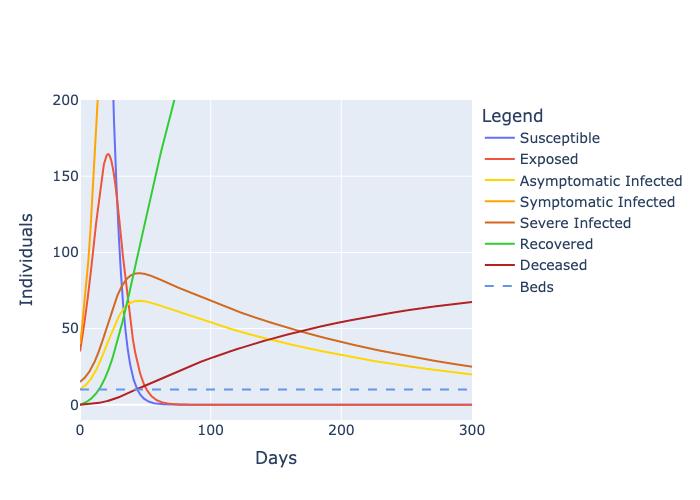 200
150
100
50
0
Individuals
0
100
200
300
Days
Legend
Susceptible
Exposed
Asymptomatic Infected
Symptomatic Infected
Severe Infected
Recovered
Deceased
Beds